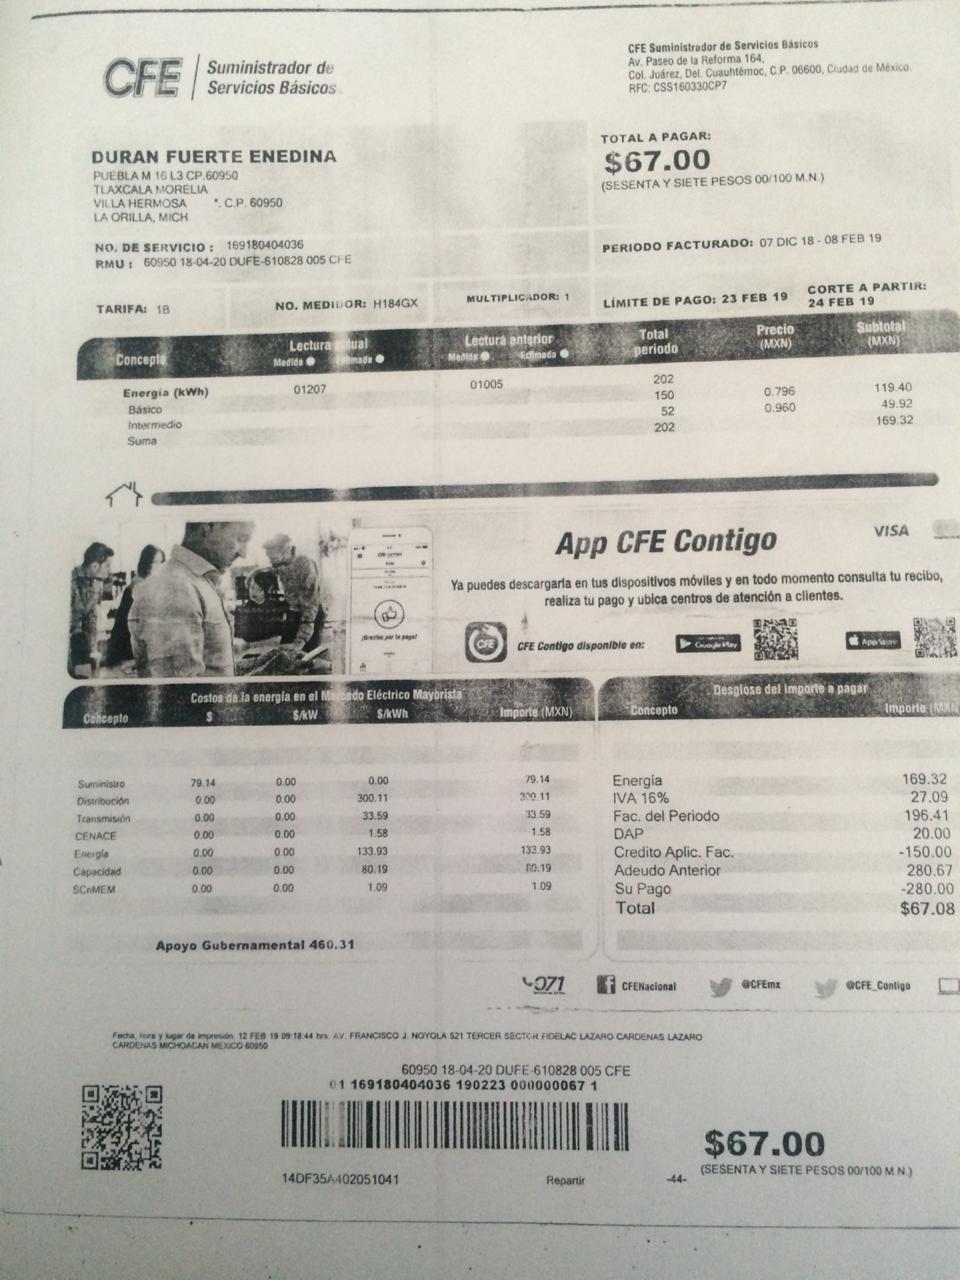 CFE Suministrador de
Servicios Básicos
CFE Suministrador de Servicios Básicos
Av. Paseo de la Reforma 164,
Col. Juárez, Del. Cuauhtémoc, C.P. 06600, Ciudad de México.
RFC: CSS160330CP7
DURAN FUERTE ENEDINA
PUEBLA M 16 L3 CP.60950
TLAXCALA MORELIA
VILLA HERMOSA *. C.P. 60950
LA ORILLA, MICH
TOTAL A PAGAR:
$67.00
(SESENTA Y SIETE PESOS 00/100 M.N.)
NO. DE SERVICIO : 169180404036
RMU : 60950 18-04-20 DUFE-610828 005 CFE
PERIODO FACTURADO: 07 DIC 18 - 08 FEB 19
TARIFA: 1B NO. MEDIDOR: H184GX MULTIPLICADOR: 1 LÍMITE DE PAGO: 23 FEB 19 CORTE A PARTIR:
24 FEB 19
Concepto Lectura actual Lectura anterior Total periodo Precio (MXN) Subtotal (MXN)
Medida Estimada Medida Estimada
Energía (kWh) 01207 01005 202
Básico 150 0.796 119.40
Intermedio 52 0.960 49.92
Suma 202 169.32
App CFE Contigo
VISA
Ya puedes descargarla en tus dispositivos móviles y en todo momento consulta tu recibo,
realiza tu pago y ubica centros de atención a clientes.
CFE CFE Contigo disponible en: Google Play App Store
¡Gracias por tu pago!
Costos de la energía en el Mercado Eléctrico Mayorista
Concepto $ $/kW $/kWh Importe (MXN)
Suministro 79.14 0.00 0.00 79.14
Distribución 0.00 0.00 300.11 300.11
Transmisión 0.00 0.00 33.59 33.59
CENACE 0.00 0.00 1.58 1.58
Energía 0.00 0.00 133.93 133.93
Capacidad 0.00 0.00 80.19 80.19
SCnMEM 0.00 0.00 1.09 1.09
Apoyo Gubernamental 460.31
Desglose del importe a pagar
Concepto Importe (MXN
Energía 169.32
IVA 16% 27.09
Fac. del Periodo 196.41
DAP 20.00
Credito Aplic. Fac. -150.00
Adeudo Anterior 280.67
Su Pago -280.00
Total $67.08
071 CFENacional @CFEmx @CFE_Contigo
Fecha, hora y lugar de impresión: 12 FEB 19 09:18:44 hrs. AV. FRANCISCO J. NOYOLA 521 TERCER SECTOR FIDELAC LAZARO CARDENAS LAZARO
CARDENAS MICHOACAN MEXICO 60950
60950 18-04-20 DUFE-610828 005 CFE
01 169180404036 190223 000000067 1
$67.00
(SESENTA Y SIETE PESOS 00/100 M.N.)
14DF35A402051041 Repartir -44-